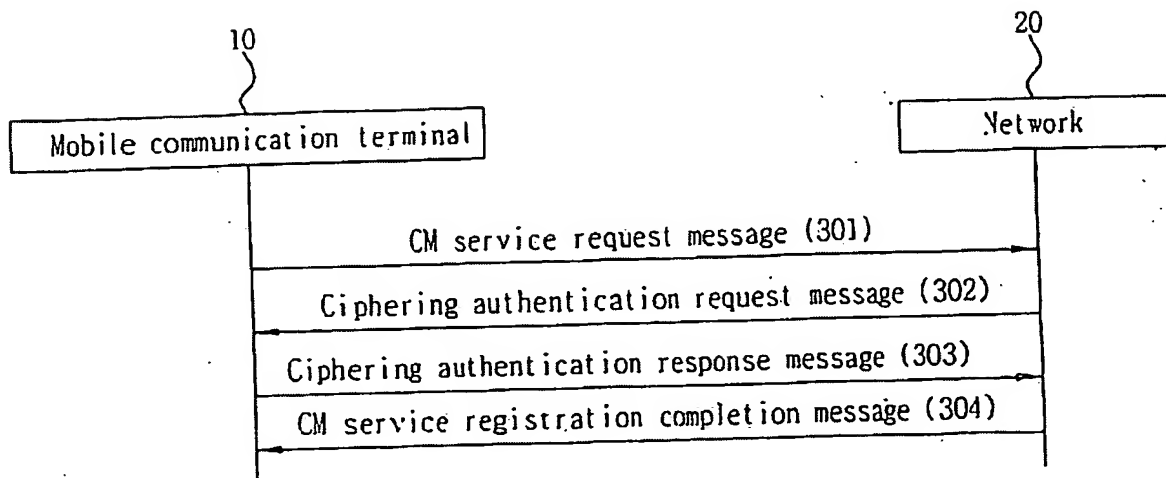 10
20
Mobile communication terminal
Network
CM service request message (301)
Ciphering authentication request message (302)
Ciphering authentication response message (303)
CM service registration completion message (304)